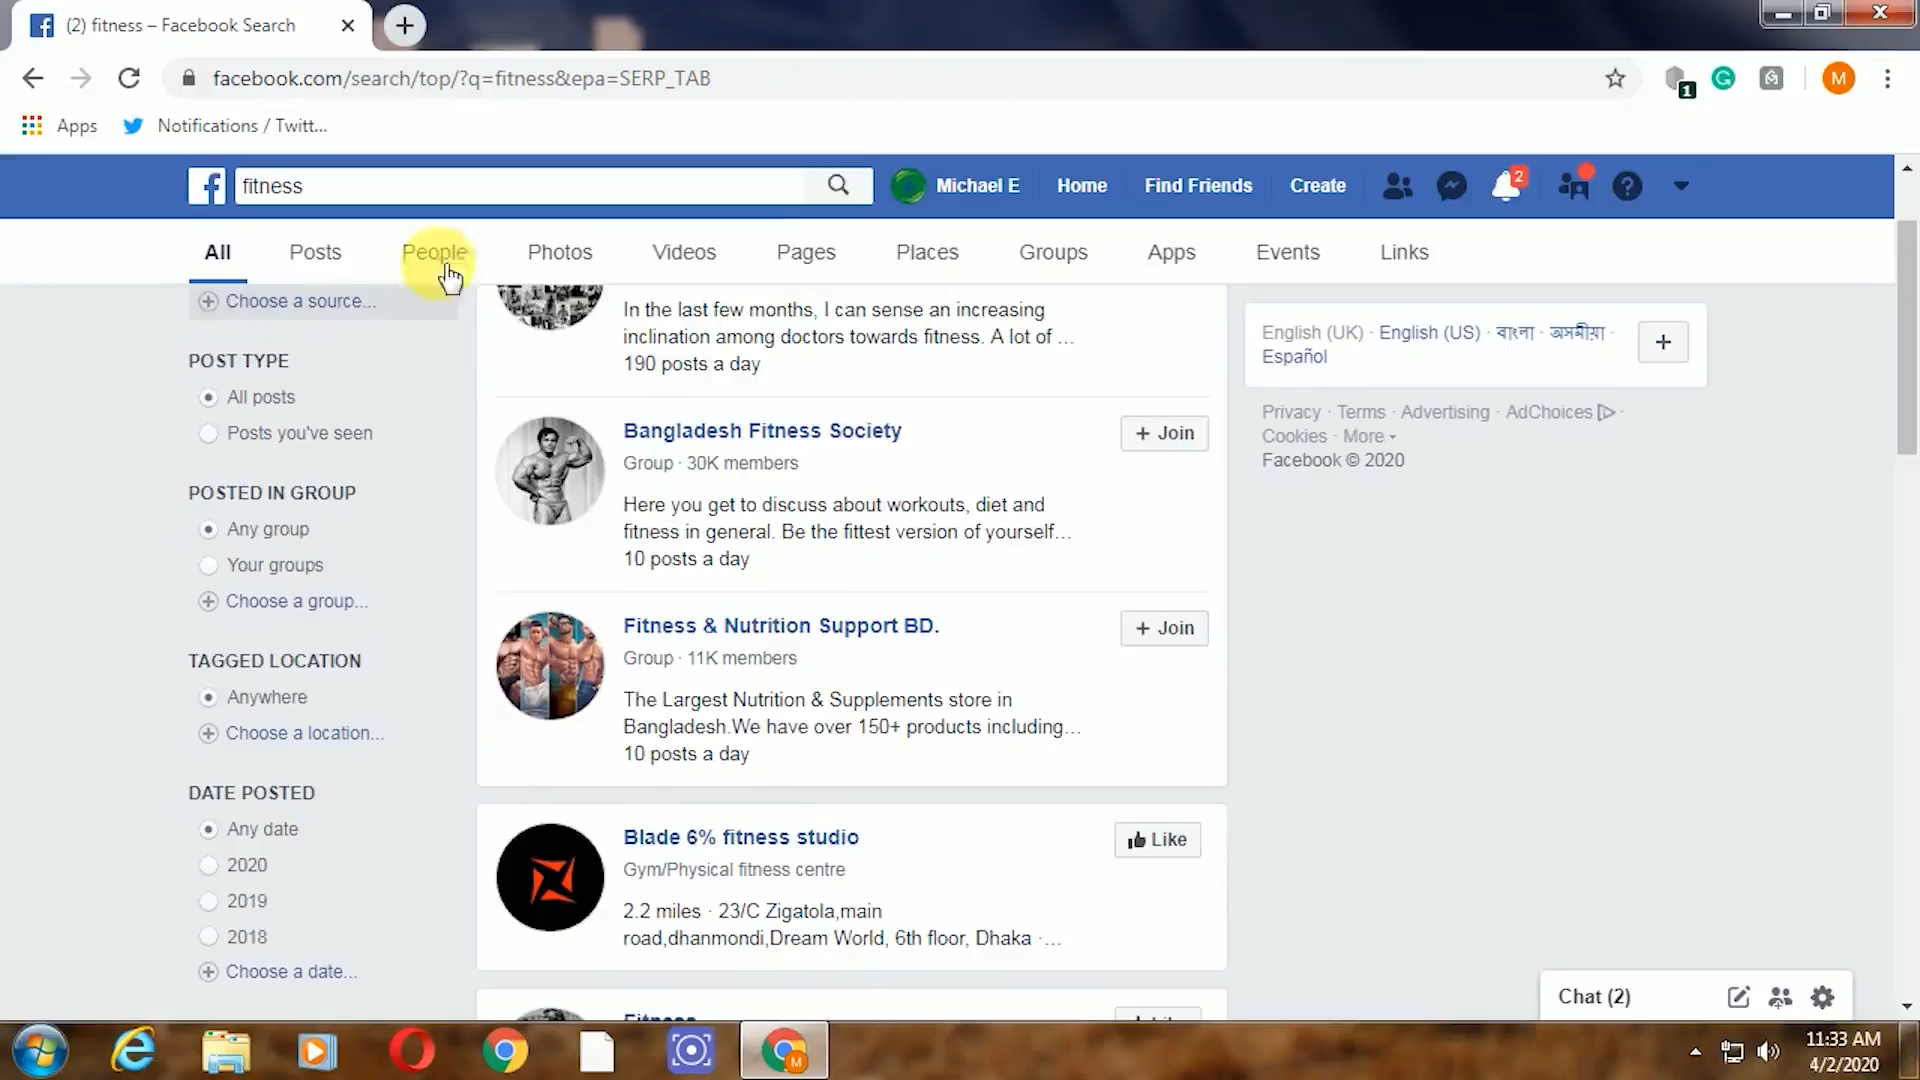 (2) fitness – Facebook Search
facebook.com/search/top/?q=fitness&epa=SERP_TAB
1
M
Apps
Notifications / Twitt...
fitness
Michael E
Home
Find Friends
Create
2
All
Posts
People
Photos
Videos
Pages
Places
Groups
Apps
Events
Links
Choose a source...
POST TYPE
All posts
Posts you've seen
POSTED IN GROUP
Any group
Your groups
Choose a group...
TAGGED LOCATION
Anywhere
Choose a location...
DATE POSTED
Any date
2020
2019
2018
Choose a date...
In the last few months, I can sense an increasing
inclination among doctors towards fitness. A lot of ...
190 posts a day
Bangladesh Fitness Society
+ Join
Group · 30K members
Here you get to discuss about workouts, diet and
fitness in general. Be the fittest version of yourself...
10 posts a day
Fitness & Nutrition Support BD.
+ Join
Group · 11K members
The Largest Nutrition & Supplements store in
Bangladesh.We have over 150+ products including...
10 posts a day
Blade 6% fitness studio
Like
Gym/Physical fitness centre
2.2 miles · 23/C Zigatola,main
road,dhanmondi,Dream World, 6th floor, Dhaka ·...
Fitness
English (UK) · English (US) · বাংলা · অসমীয়া ·
Español
Privacy · Terms · Advertising · AdChoices ·
Cookies · More
Facebook © 2020
Chat (2)
M
11:33 AM
4/2/2020